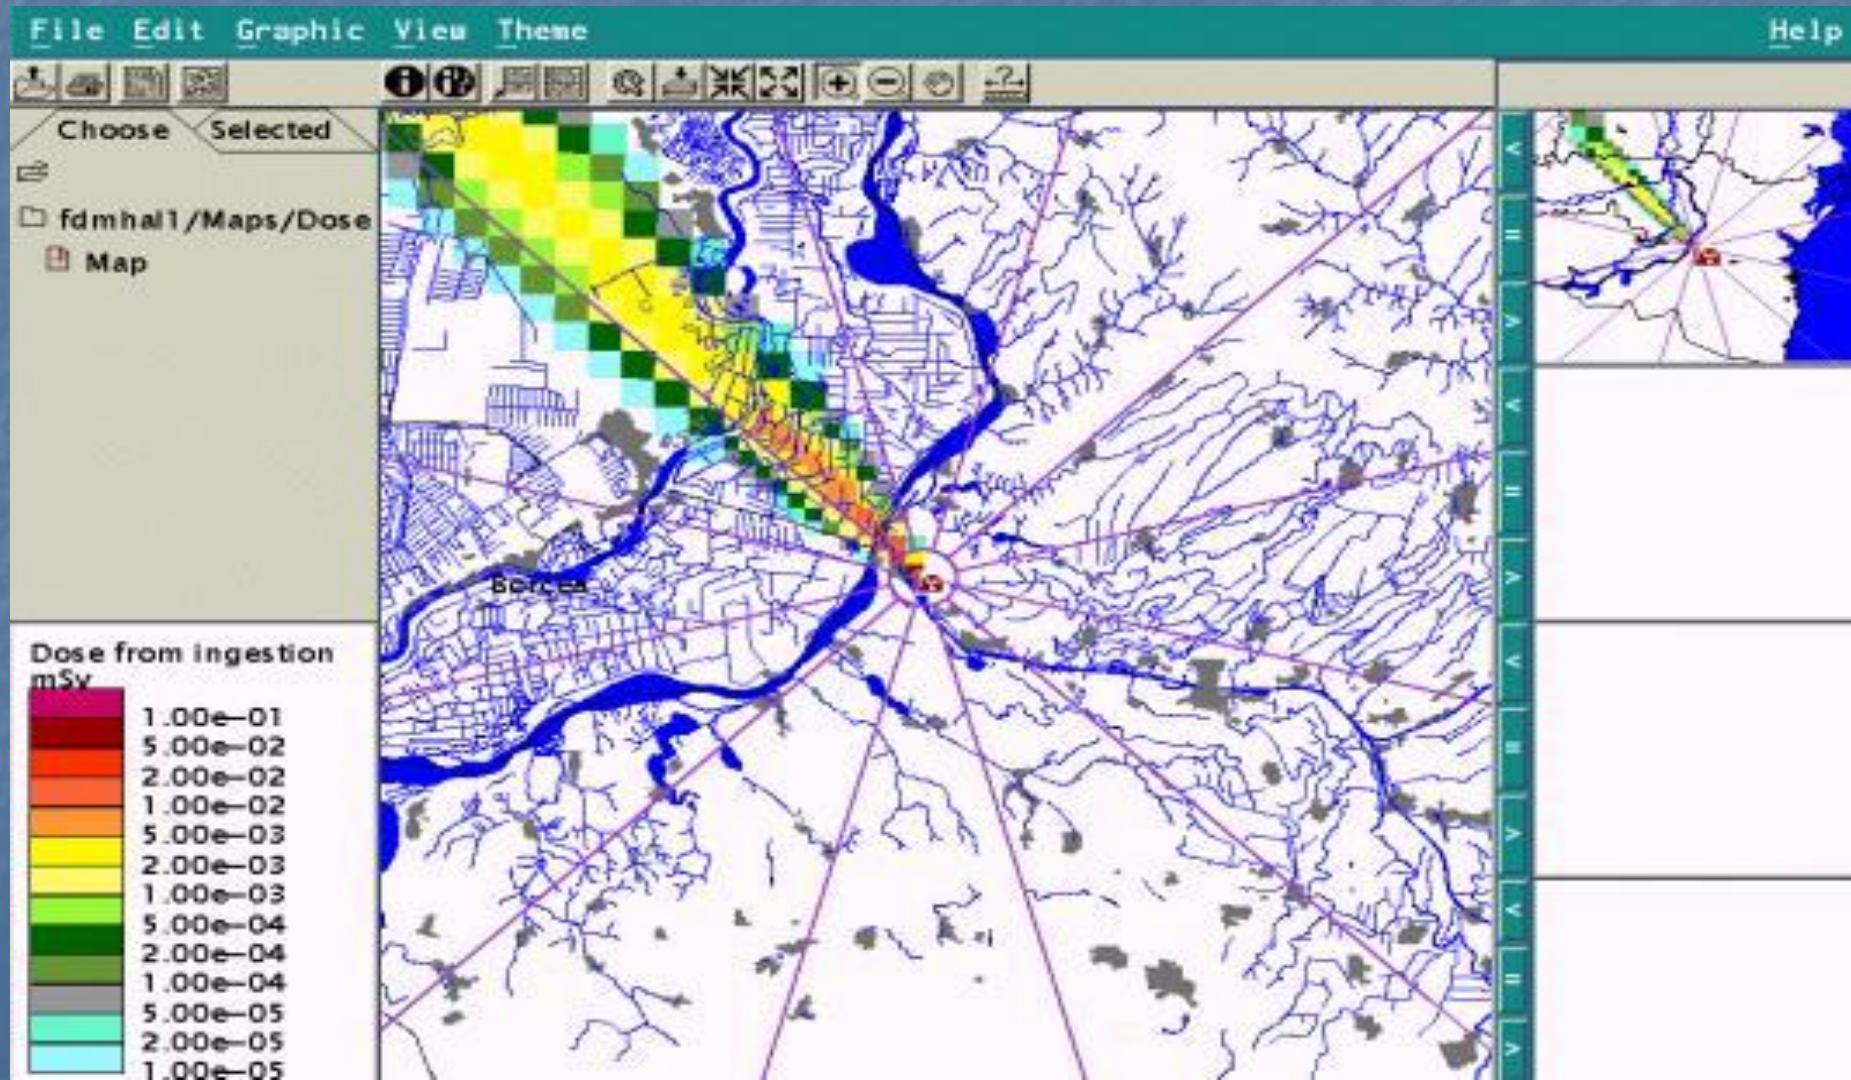 File Edit Graphic View Theme Help
Choose Selected
fdmhal1/Maps/Dose
Map
Borcea
Dose from ingestion
mSv
1.00e-01
5.00e-02
2.00e-02
1.00e-02
5.00e-03
2.00e-03
1.00e-03
5.00e-04
2.00e-04
1.00e-04
5.00e-05
2.00e-05
1.00e-05